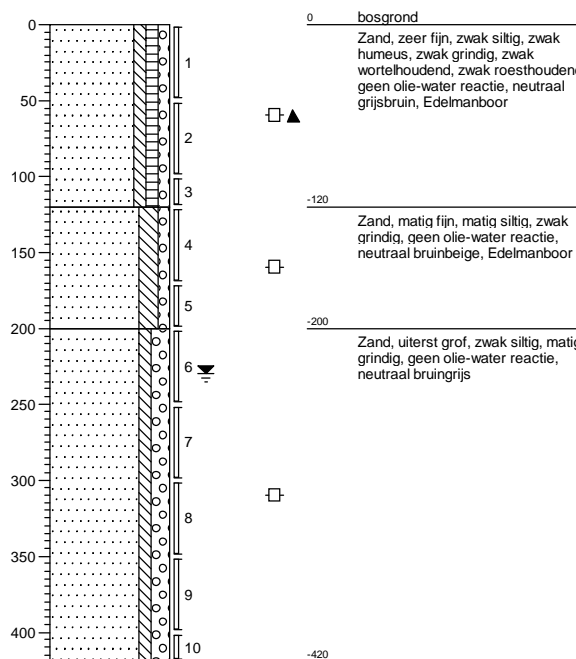 0
50
100
150
200
250
300
350
400
1
2
3
4
5
6
7
8
9
10
0
bosgrond
Zand, zeer fijn, zwak siltig, zwak
humeus, zwak grindig, zwak
wortelhoudend, zwak roesthoudend
geen olie-water reactie, neutraal
grijsbruin, Edelmanboor
-120
Zand, matig fijn, matig siltig, zwak
grindig, geen olie-water reactie,
neutraal bruinbeige, Edelmanboor
-200
Zand, uiterst grof, zwak siltig, matig
grindig, geen olie-water reactie,
neutraal bruingrijs
-420